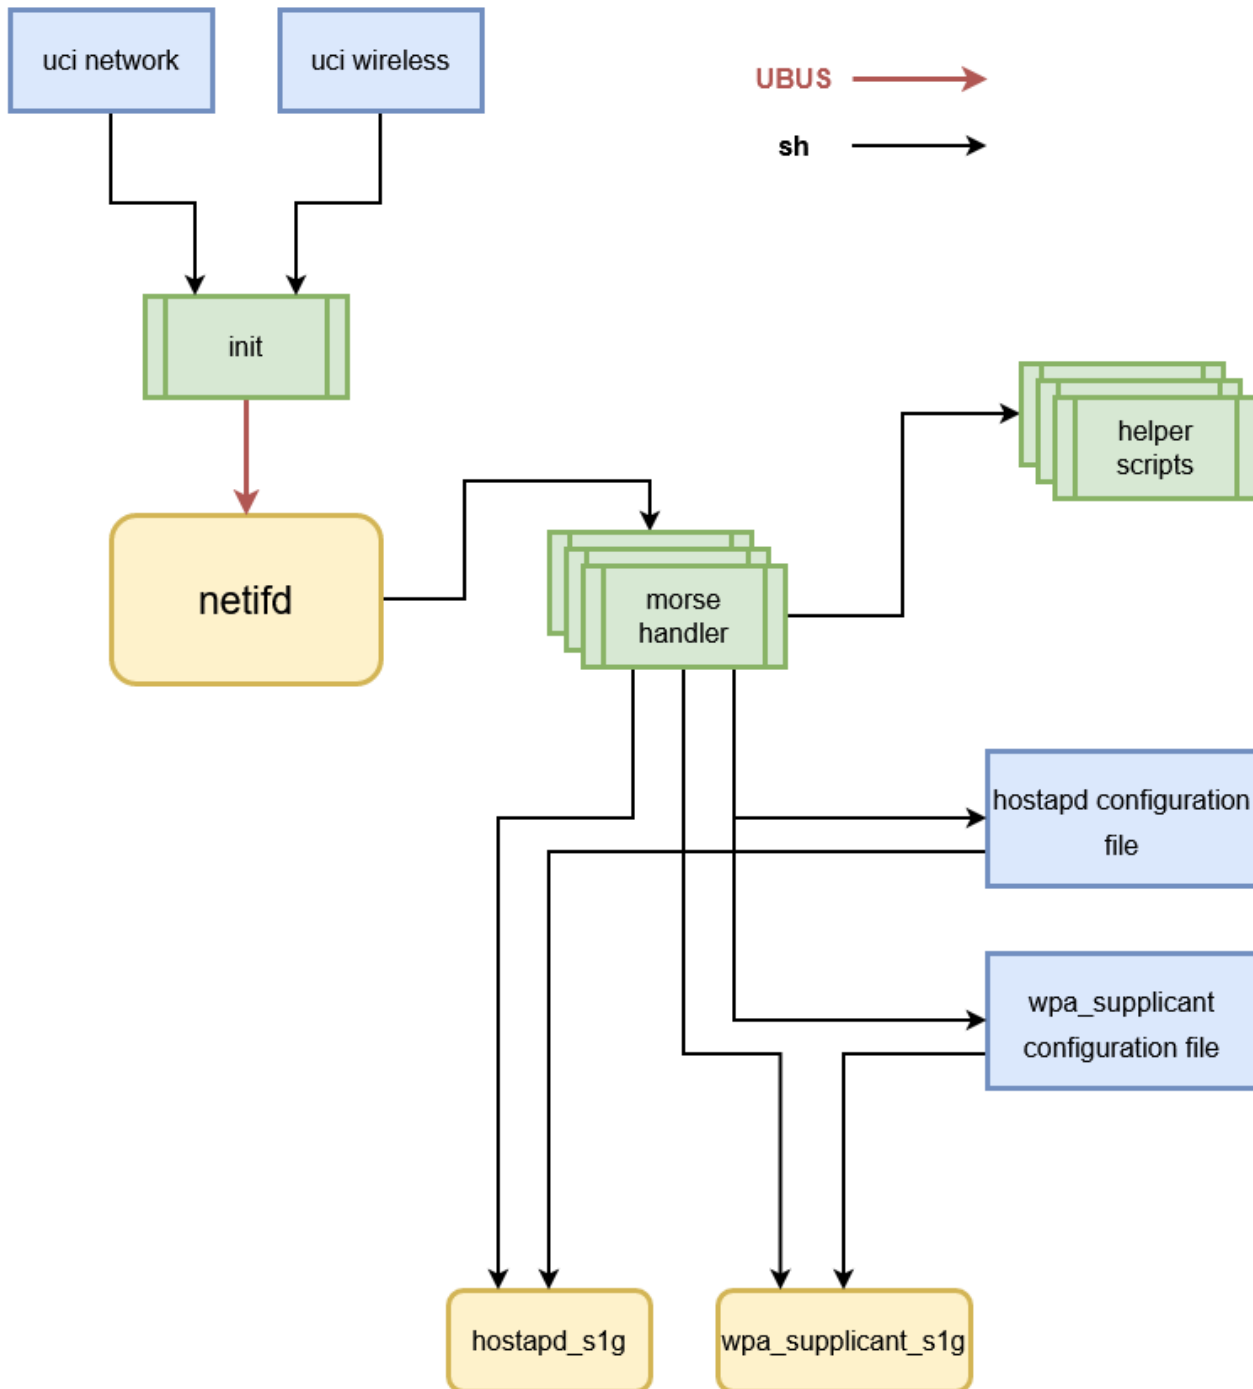 uci network
uci wireless
UBUS
sh
init
helper
scripts
netifd
morse
handler
hostapd configuration
file
wpa_supplicant
configuration file
hostapd_s1g
wpa_supplicant_s1g